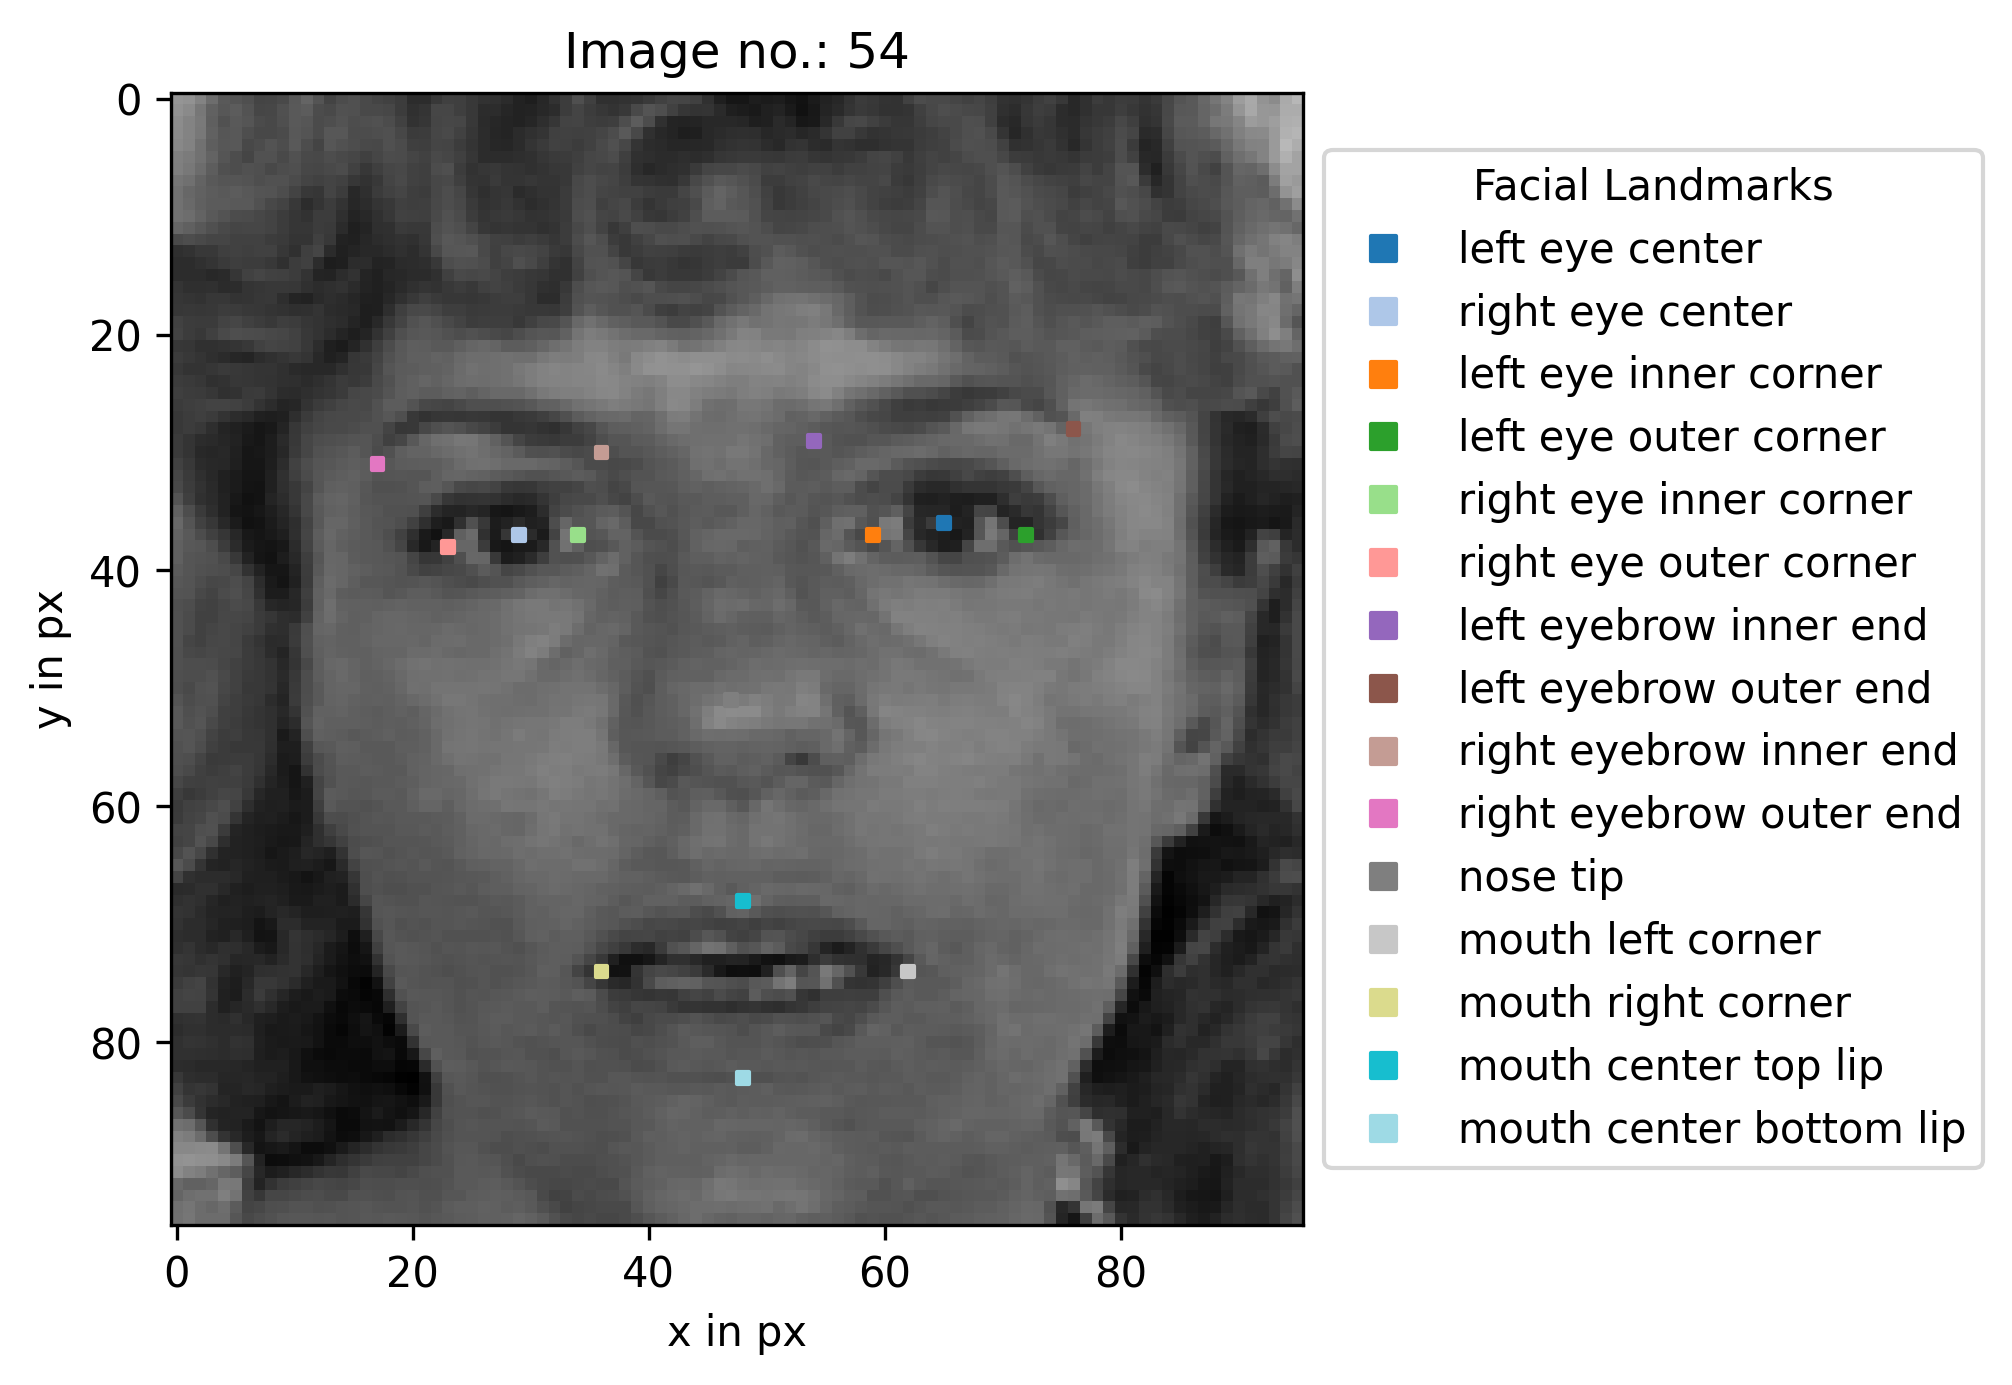 Image no.: 54
0
20
40
60
80
y in px
0 20 40 60 80
x in px
Facial Landmarks
left eye center
right eye center
left eye inner corner
left eye outer corner
right eye inner corner
right eye outer corner
left eyebrow inner end
left eyebrow outer end
right eyebrow inner end
right eyebrow outer end
nose tip
mouth left corner
mouth right corner
mouth center top lip
mouth center bottom lip